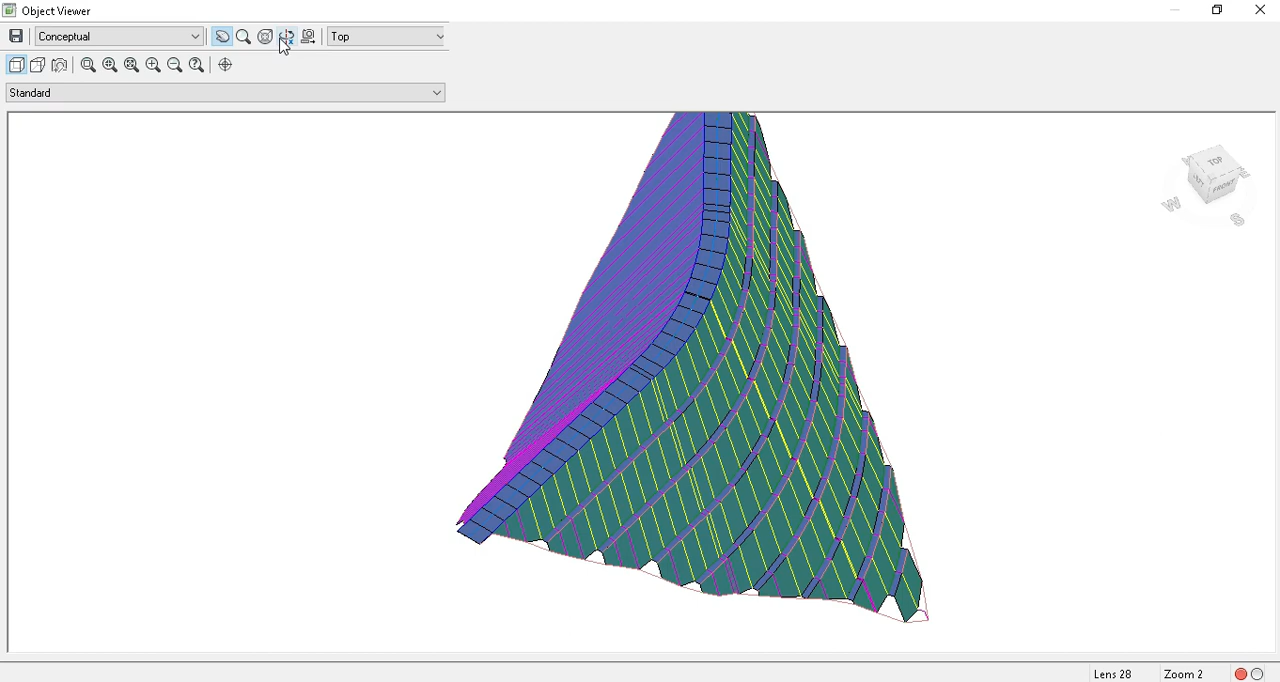 Object Viewer
Conceptual
Top
Standard
TOP
FRONT
W
S
Lens 28
Zoom 2